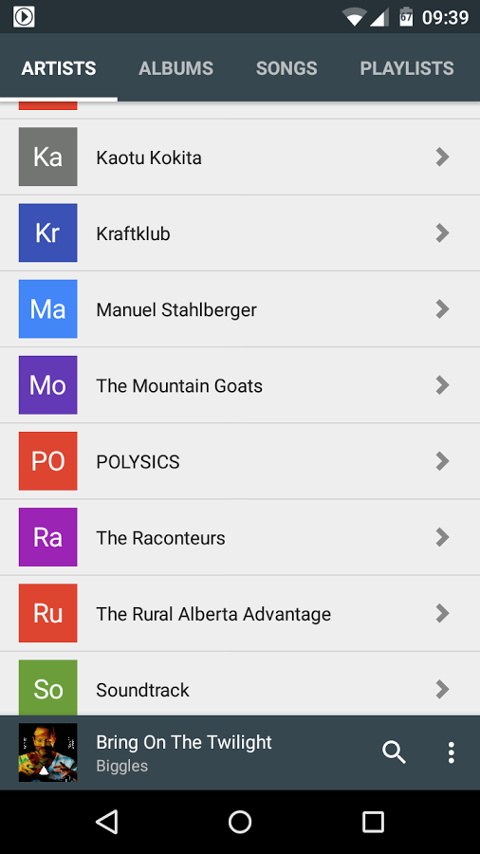 67 09:39
ARTISTS ALBUMS SONGS PLAYLISTS
Ka Kaotu Kokita
Kr Kraftklub
Ma Manuel Stahlberger
Mo The Mountain Goats
PO POLYSICS
Ra The Raconteurs
Ru The Rural Alberta Advantage
So Soundtrack
Bring On The Twilight
Biggles